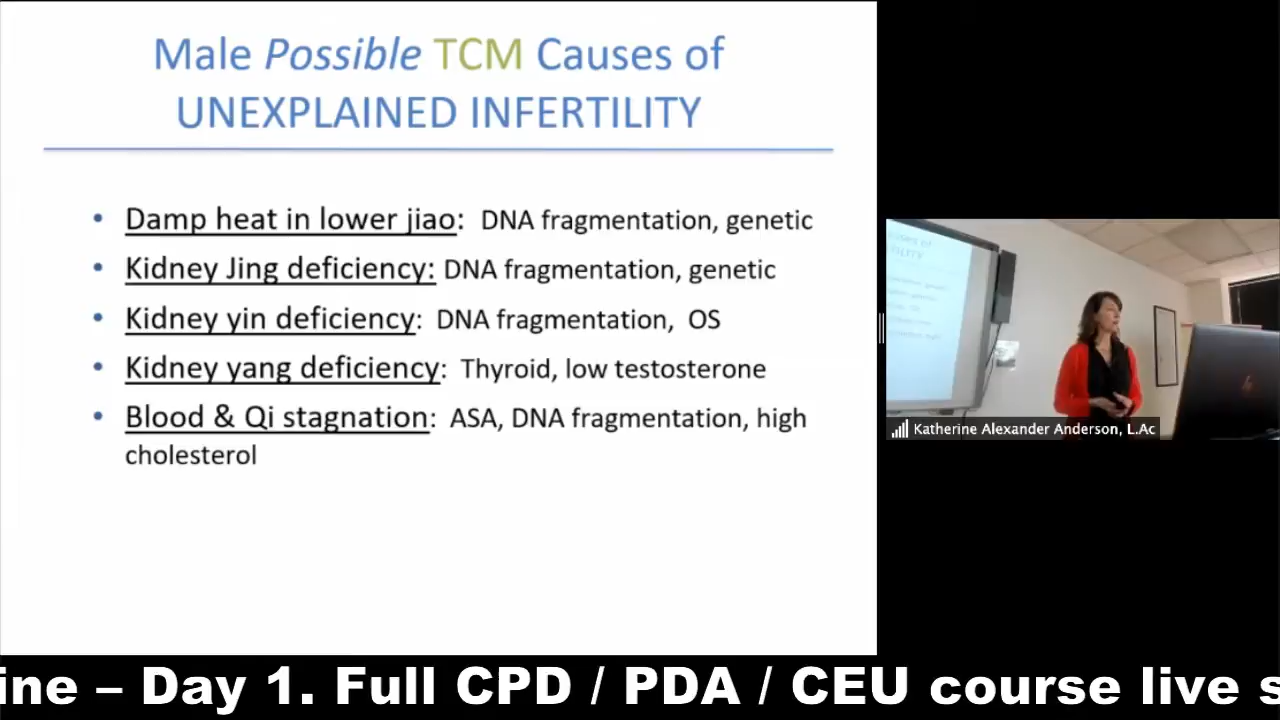 Male Possible TCM Causes of
UNEXPLAINED INFERTILITY
• Damp heat in lower jiao: DNA fragmentation, genetic
• Kidney Jing deficiency: DNA fragmentation, genetic
• Kidney yin deficiency: DNA fragmentation, OS
• Kidney yang deficiency: Thyroid, low testosterone
• Blood & Qi stagnation: ASA, DNA fragmentation, high
cholesterol
Katherine Alexander Anderson, L.Ac
– Day 1. Full CPD / PDA / CEU course live